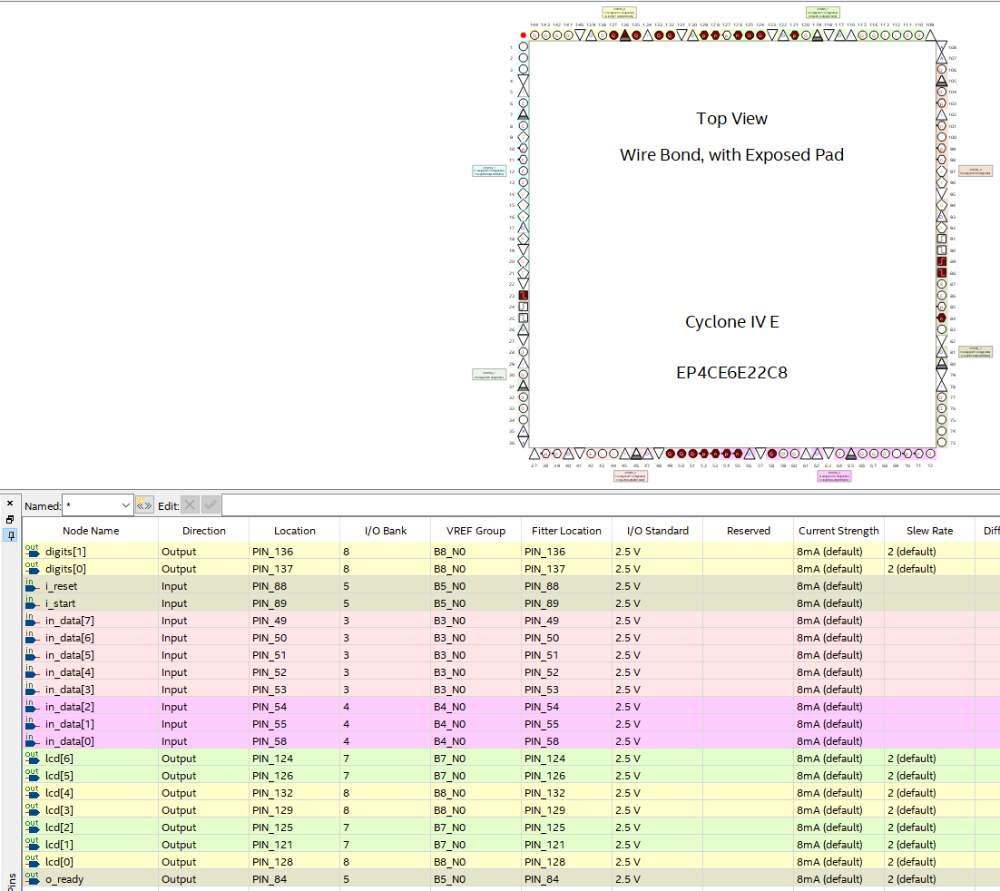 144 143 142 141 140 139 138 137 136 135 134 133 132 131 130 129 128 127 126 125 124 123 122 121 120 119 118 117 116 115 114 113 112 111 110 109
1
2
3
4
5
6
7
8
9
10
11
12
13
14
15
16
17
18
19
20
21
22
23
24
25
26
27
28
29
30
31
32
33
34
35
36
108
107
106
105
104
103
102
101
100
99
98
97
96
95
94
93
92
91
90
89
88
87
86
85
84
83
82
81
80
79
78
77
76
75
74
73
Top View
Wire Bond, with Exposed Pad
Cyclone IV E
EP4CE6E22C8
37 38 39 40 41 42 43 44 45 46 47 48 49 50 51 52 53 54 55 56 57 58 59 60 61 62 63 64 65 66 67 68 69 70 71 72
Named: * «» Edit:
Node Name Direction Location I/O Bank VREF Group Fitter Location I/O Standard Reserved Current Strength Slew Rate Diff
out digits[1] Output PIN_136 8 B8_N0 PIN_136 2.5 V 8mA (default) 2 (default)
out digits[0] Output PIN_137 8 B8_N0 PIN_137 2.5 V 8mA (default) 2 (default)
in i_reset Input PIN_88 5 B5_N0 PIN_88 2.5 V 8mA (default)
in i_start Input PIN_89 5 B5_N0 PIN_89 2.5 V 8mA (default)
in in_data[7] Input PIN_49 3 B3_N0 PIN_49 2.5 V 8mA (default)
in in_data[6] Input PIN_50 3 B3_N0 PIN_50 2.5 V 8mA (default)
in in_data[5] Input PIN_51 3 B3_N0 PIN_51 2.5 V 8mA (default)
in in_data[4] Input PIN_52 3 B3_N0 PIN_52 2.5 V 8mA (default)
in in_data[3] Input PIN_53 3 B3_N0 PIN_53 2.5 V 8mA (default)
in in_data[2] Input PIN_54 4 B4_N0 PIN_54 2.5 V 8mA (default)
in in_data[1] Input PIN_55 4 B4_N0 PIN_55 2.5 V 8mA (default)
in in_data[0] Input PIN_58 4 B4_N0 PIN_58 2.5 V 8mA (default)
out lcd[6] Output PIN_124 7 B7_N0 PIN_124 2.5 V 8mA (default) 2 (default)
out lcd[5] Output PIN_126 7 B7_N0 PIN_126 2.5 V 8mA (default) 2 (default)
out lcd[4] Output PIN_132 8 B8_N0 PIN_132 2.5 V 8mA (default) 2 (default)
out lcd[3] Output PIN_129 8 B8_N0 PIN_129 2.5 V 8mA (default) 2 (default)
out lcd[2] Output PIN_125 7 B7_N0 PIN_125 2.5 V 8mA (default) 2 (default)
out lcd[1] Output PIN_121 7 B7_N0 PIN_121 2.5 V 8mA (default) 2 (default)
out lcd[0] Output PIN_128 8 B8_N0 PIN_128 2.5 V 8mA (default) 2 (default)
out o_ready Output PIN_84 5 B5_N0 PIN_84 2.5 V 8mA (default) 2 (default)
Pins